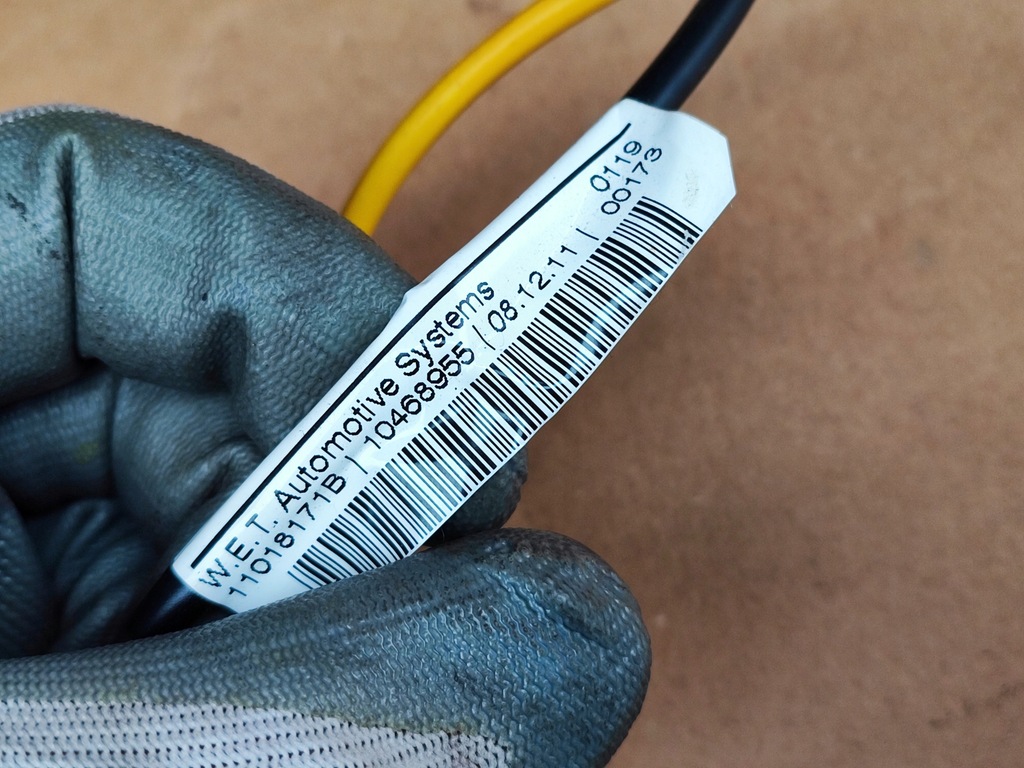 0119
W.E.T. Automotive Systems
11018171B | 10468955 | 08.12.11 | 00173